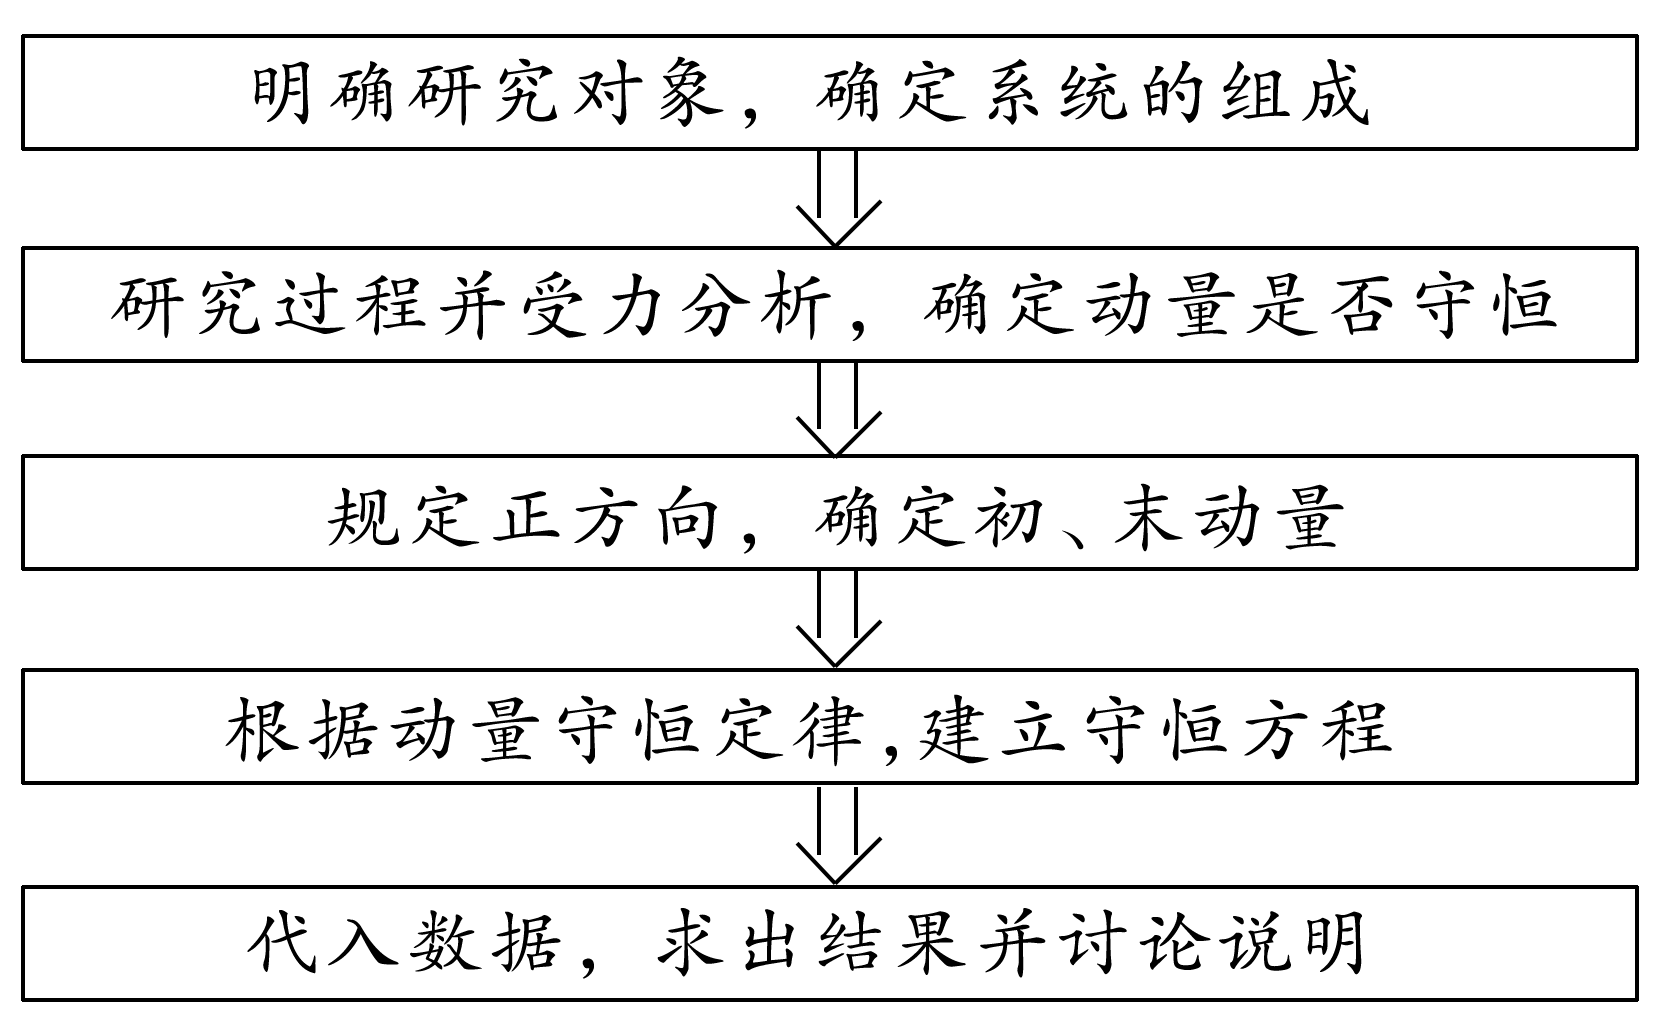 明确研究对象，确定系统的组成
研究过程并受力分析，确定动量是否守恒
规定正方向，确定初、末动量
根据动量守恒定律,建立守恒方程
代入数据，求出结果并讨论说明